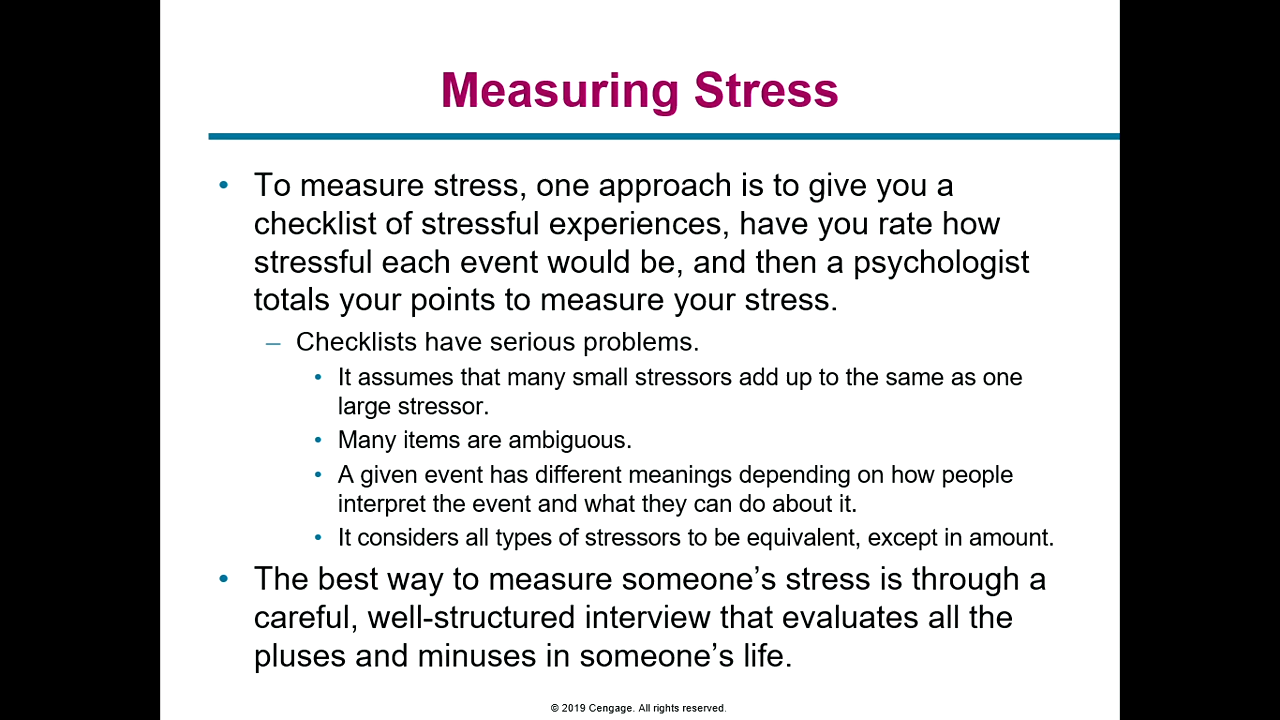 Measuring Stress
• To measure stress, one approach is to give you a
checklist of stressful experiences, have you rate how
stressful each event would be, and then a psychologist
totals your points to measure your stress.
– Checklists have serious problems.
• It assumes that many small stressors add up to the same as one
large stressor.
• Many items are ambiguous.
• A given event has different meanings depending on how people
interpret the event and what they can do about it.
• It considers all types of stressors to be equivalent, except in amount.
• The best way to measure someone’s stress is through a
careful, well-structured interview that evaluates all the
pluses and minuses in someone’s life.
© 2019 Cengage. All rights reserved.